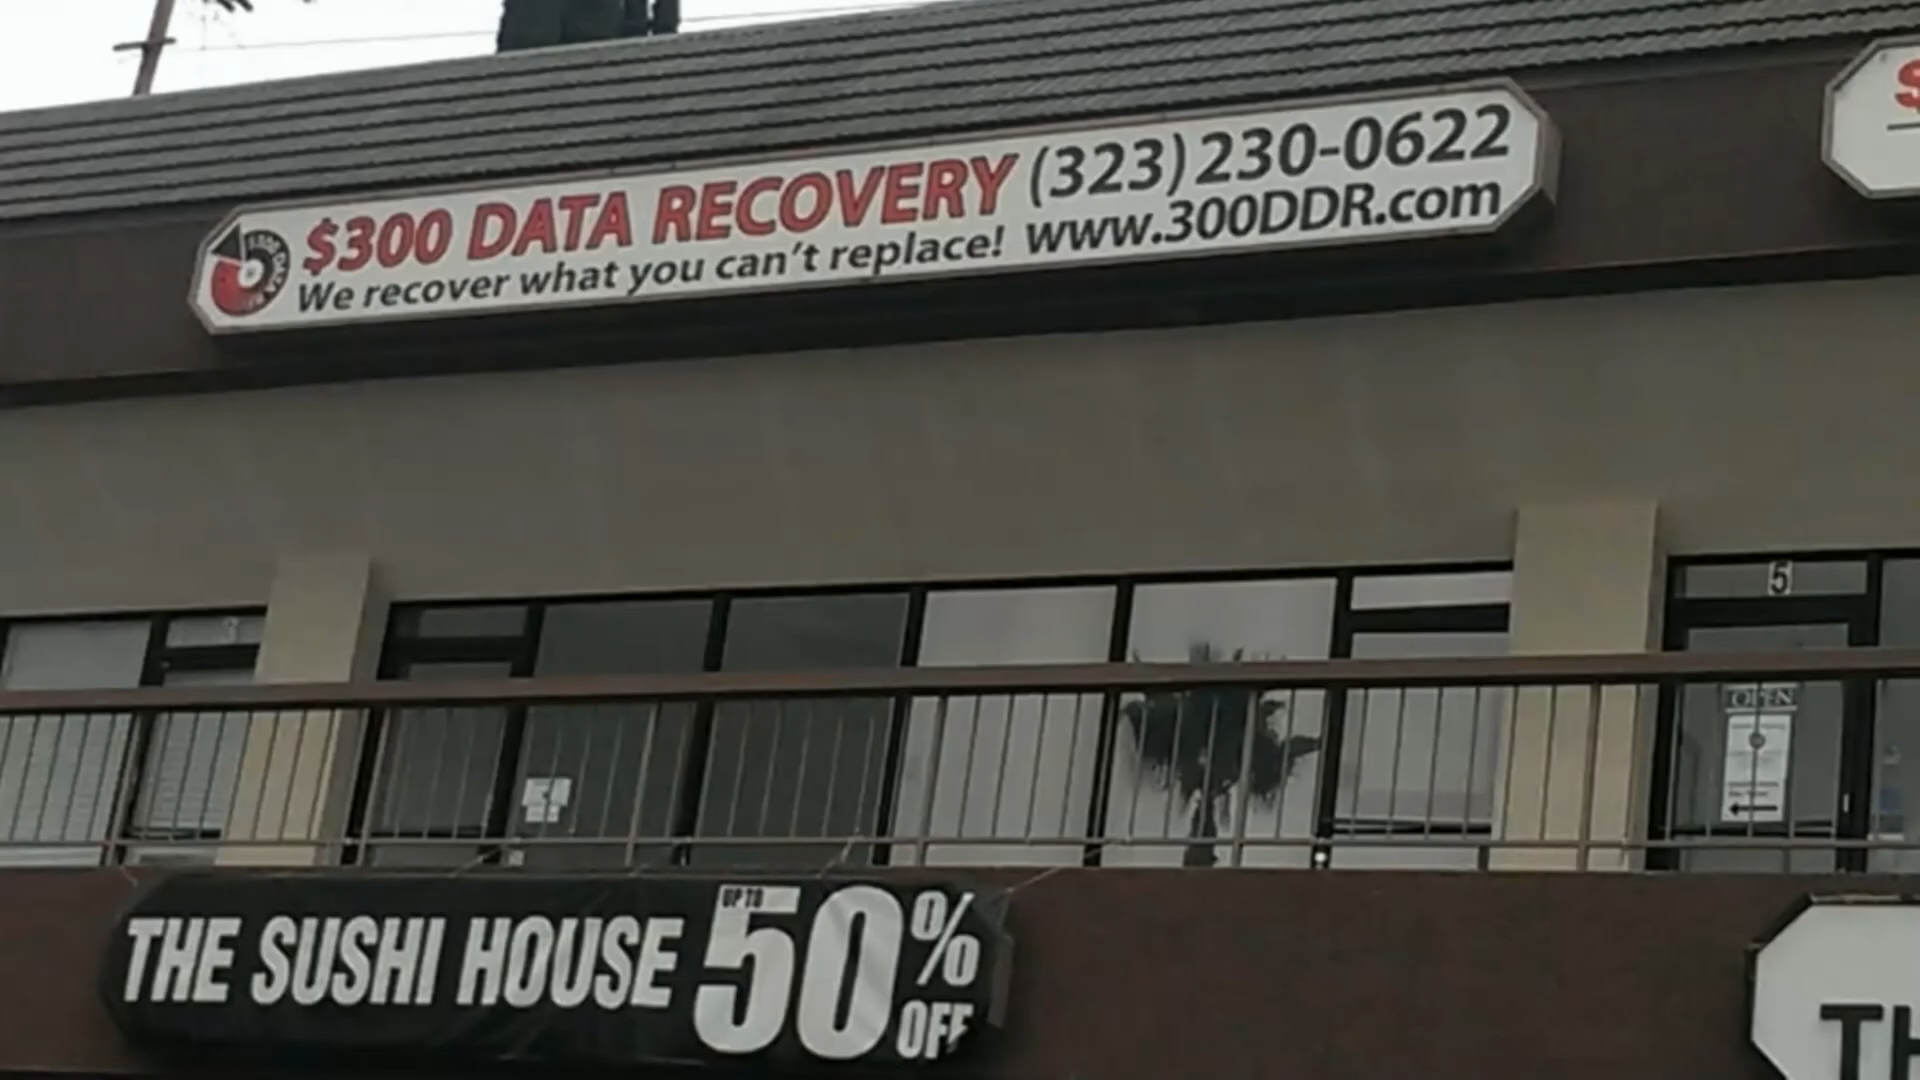 $300 DATA RECOVERY (323) 230-0622
We recover what you can't replace! www.300DDR.com
5
OPEN
THE SUSHI HOUSE UP TO 50% OFF
TH